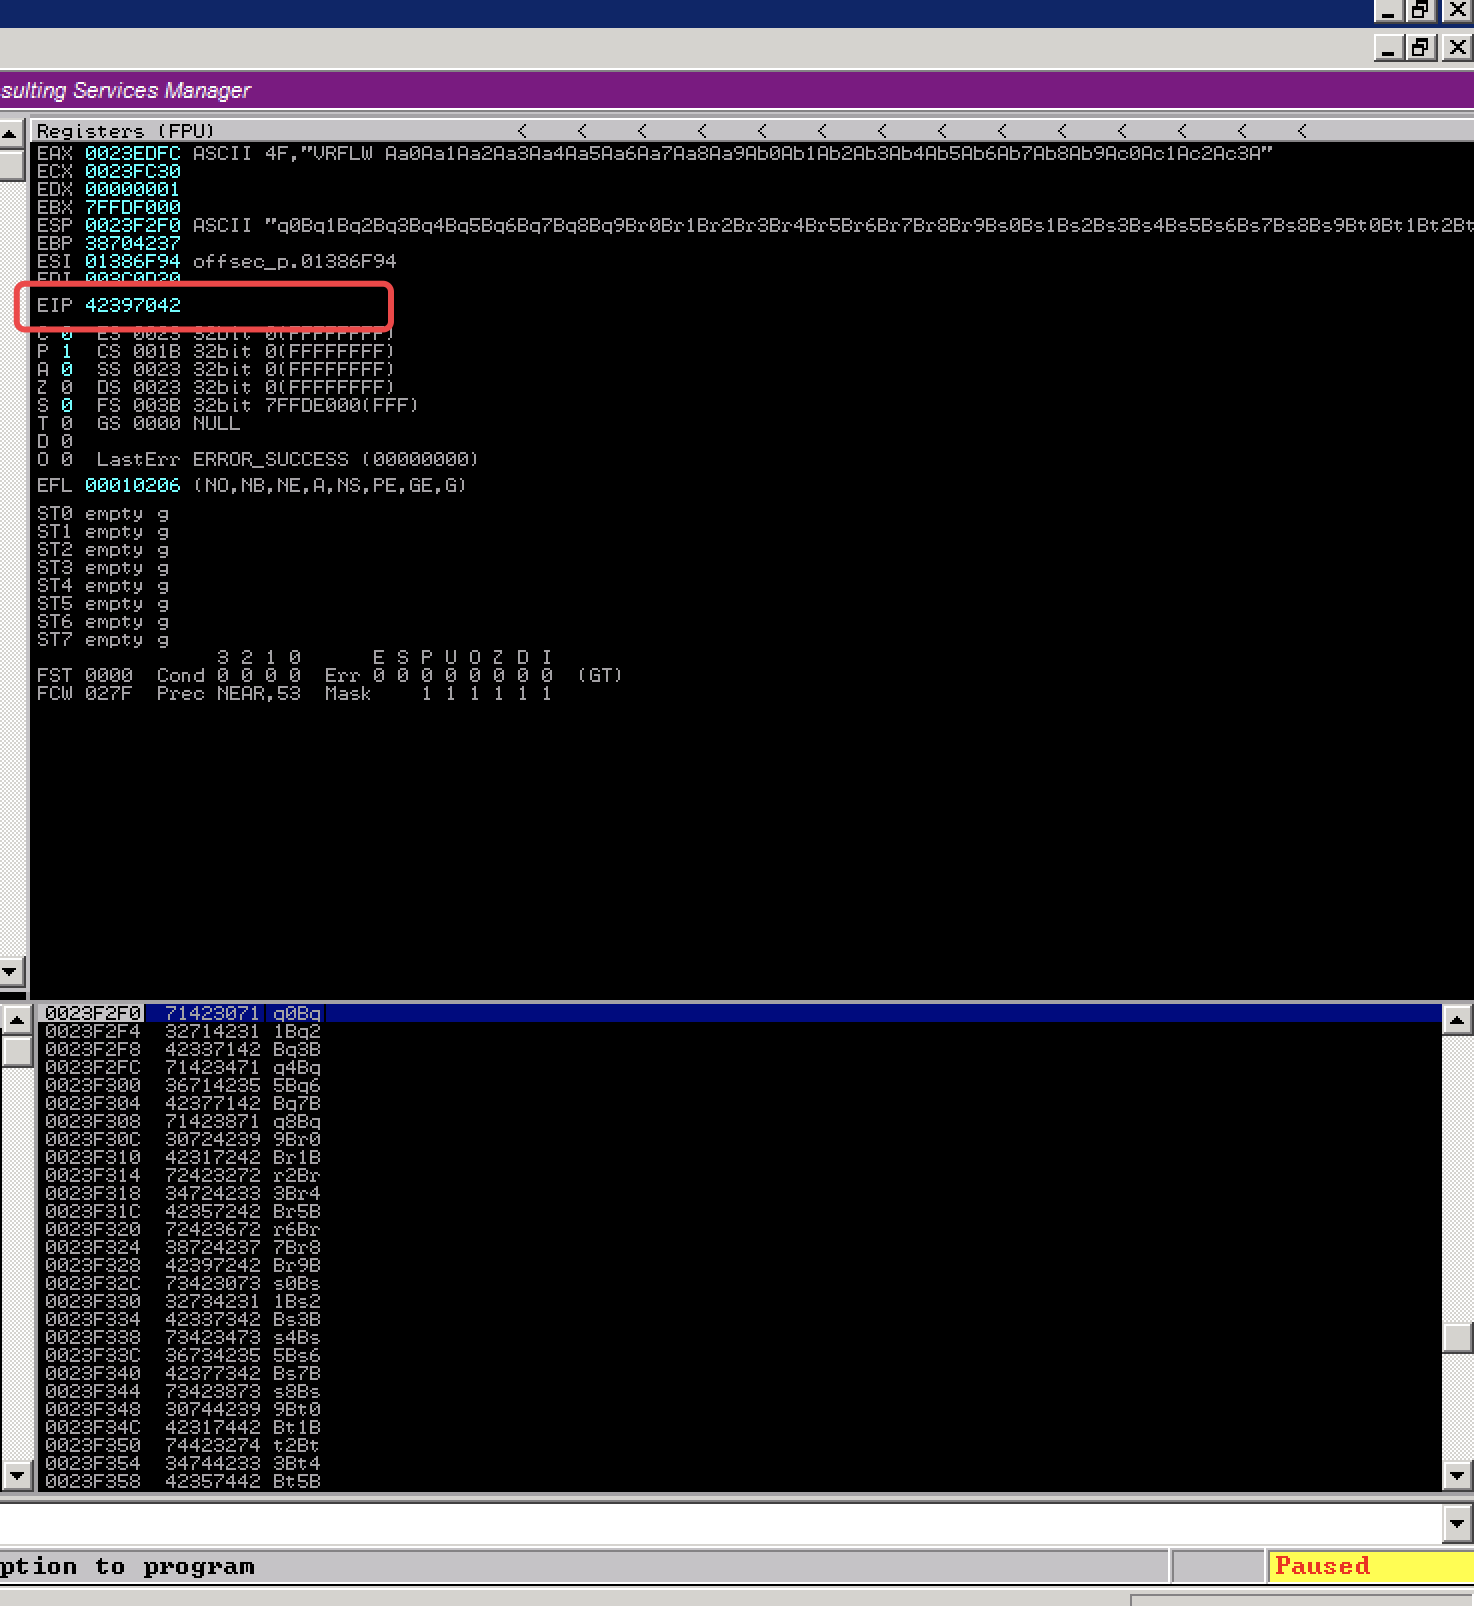 sulting Services Manager
Registers (FPU) < < < < < < < < < < < < < <
EAX 0023EDFC ASCII 4F,"VRFLW Aa0Aa1Aa2Aa3Aa4Aa5Aa6Aa7Aa8Aa9Ab0Ab1Ab2Ab3Ab4Ab5Ab6Ab7Ab8Ab9Ac0Ac1Ac2Ac3A"
ECX 0023FC30
EDX 00000001
EBX 7FFDF000
ESP 0023F2F0 ASCII "q0Bq1Bq2Bq3Bq4Bq5Bq6Bq7Bq8Bq9Br0Br1Br2Br3Br4Br5Br6Br7Br8Br9Bs0Bs1Bs2Bs3Bs4Bs5Bs6Bs7Bs8Bs9Bt0Bt1Bt2Bt
EBP 38704237
ESI 01386F94 offsec_p.01386F94
EDI 003C0D20
EIP 42397042
C 0 ES 0023 32bit 0(FFFFFFFF)
P 1 CS 001B 32bit 0(FFFFFFFF)
A 0 SS 0023 32bit 0(FFFFFFFF)
Z 0 DS 0023 32bit 0(FFFFFFFF)
S 0 FS 003B 32bit 7FFDE000(FFF)
T 0 GS 0000 NULL
D 0
O 0 LastErr ERROR_SUCCESS (00000000)
EFL 00010206 (NO,NB,NE,A,NS,PE,GE,G)
ST0 empty g
ST1 empty g
ST2 empty g
ST3 empty g
ST4 empty g
ST5 empty g
ST6 empty g
ST7 empty g
3 2 1 0 E S P U O Z D I
FST 0000 Cond 0 0 0 0 Err 0 0 0 0 0 0 0 0 (GT)
FCW 027F Prec NEAR,53 Mask 1 1 1 1 1 1
0023F2F0 71423071 q0Bq
0023F2F4 32714231 1Bq2
0023F2F8 42337142 Bq3B
0023F2FC 71423471 q4Bq
0023F300 36714235 5Bq6
0023F304 42377142 Bq7B
0023F308 71423871 q8Bq
0023F30C 30724239 9Br0
0023F310 42317242 Br1B
0023F314 72423272 r2Br
0023F318 34724233 3Br4
0023F31C 42357242 Br5B
0023F320 72423672 r6Br
0023F324 38724237 7Br8
0023F328 42397242 Br9B
0023F32C 73423073 s0Bs
0023F330 32734231 1Bs2
0023F334 42337342 Bs3B
0023F338 73423473 s4Bs
0023F33C 36734235 5Bs6
0023F340 42377342 Bs7B
0023F344 73423873 s8Bs
0023F348 30744239 9Bt0
0023F34C 42317442 Bt1B
0023F350 74423274 t2Bt
0023F354 34744233 3Bt4
0023F358 42357442 Bt5B
ption to program
Paused